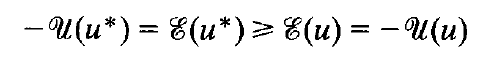 −𝒰(u*) = ℰ(u*) ⩾ ℰ(u) = −𝒰(u)